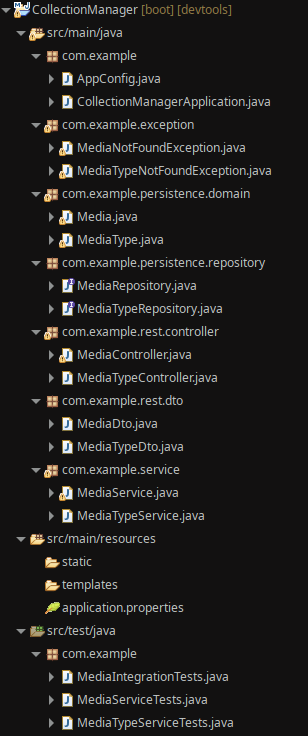 CollectionManager [boot] [devtools]
src/main/java
com.example
AppConfig.java
CollectionManagerApplication.java
com.example.exception
MediaNotFoundException.java
MediaTypeNotFoundException.java
com.example.persistence.domain
Media.java
MediaType.java
com.example.persistence.repository
MediaRepository.java
MediaTypeRepository.java
com.example.rest.controller
MediaController.java
MediaTypeController.java
com.example.rest.dto
MediaDto.java
MediaTypeDto.java
com.example.service
MediaService.java
MediaTypeService.java
src/main/resources
static
templates
application.properties
src/test/java
com.example
MediaIntegrationTests.java
MediaServiceTests.java
MediaTypeServiceTests.java